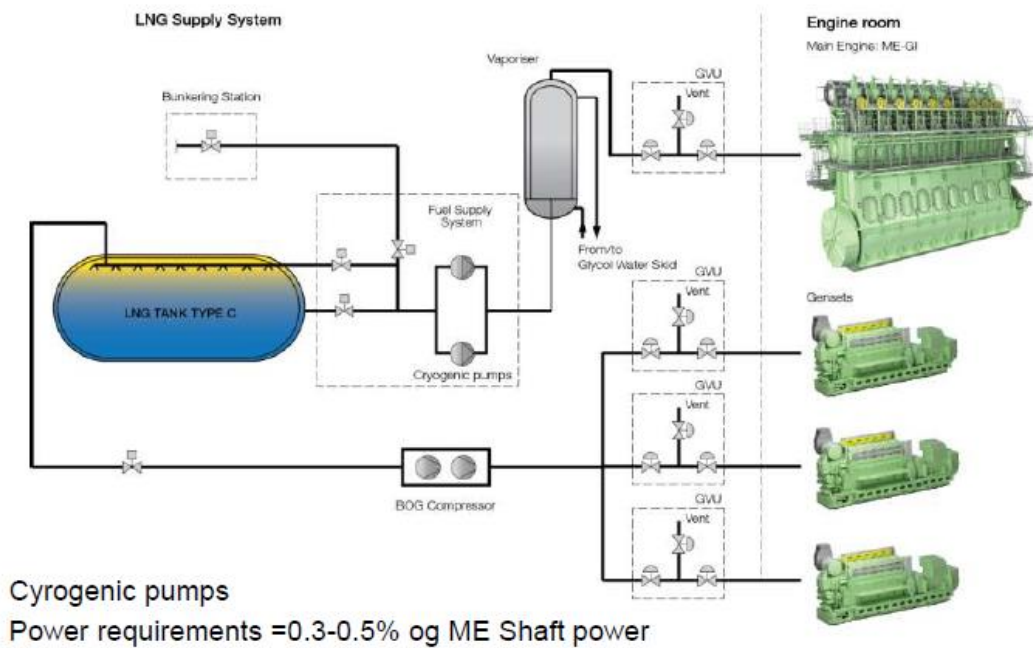 LNG Supply System
Engine room
Main Engine: ME-GI
Vaporiser
GVU
Vent
Bunkering Station
Fuel Supply
System
From/to
Glycol Water Skid
GVU
Vent
Gensets
LNG TANK TYPE C
Cryogenic pumps
GVU
Vent
BOG Compressor
GVU
Vent
Cyrogenic pumps
Power requirements =0.3-0.5% og ME Shaft power